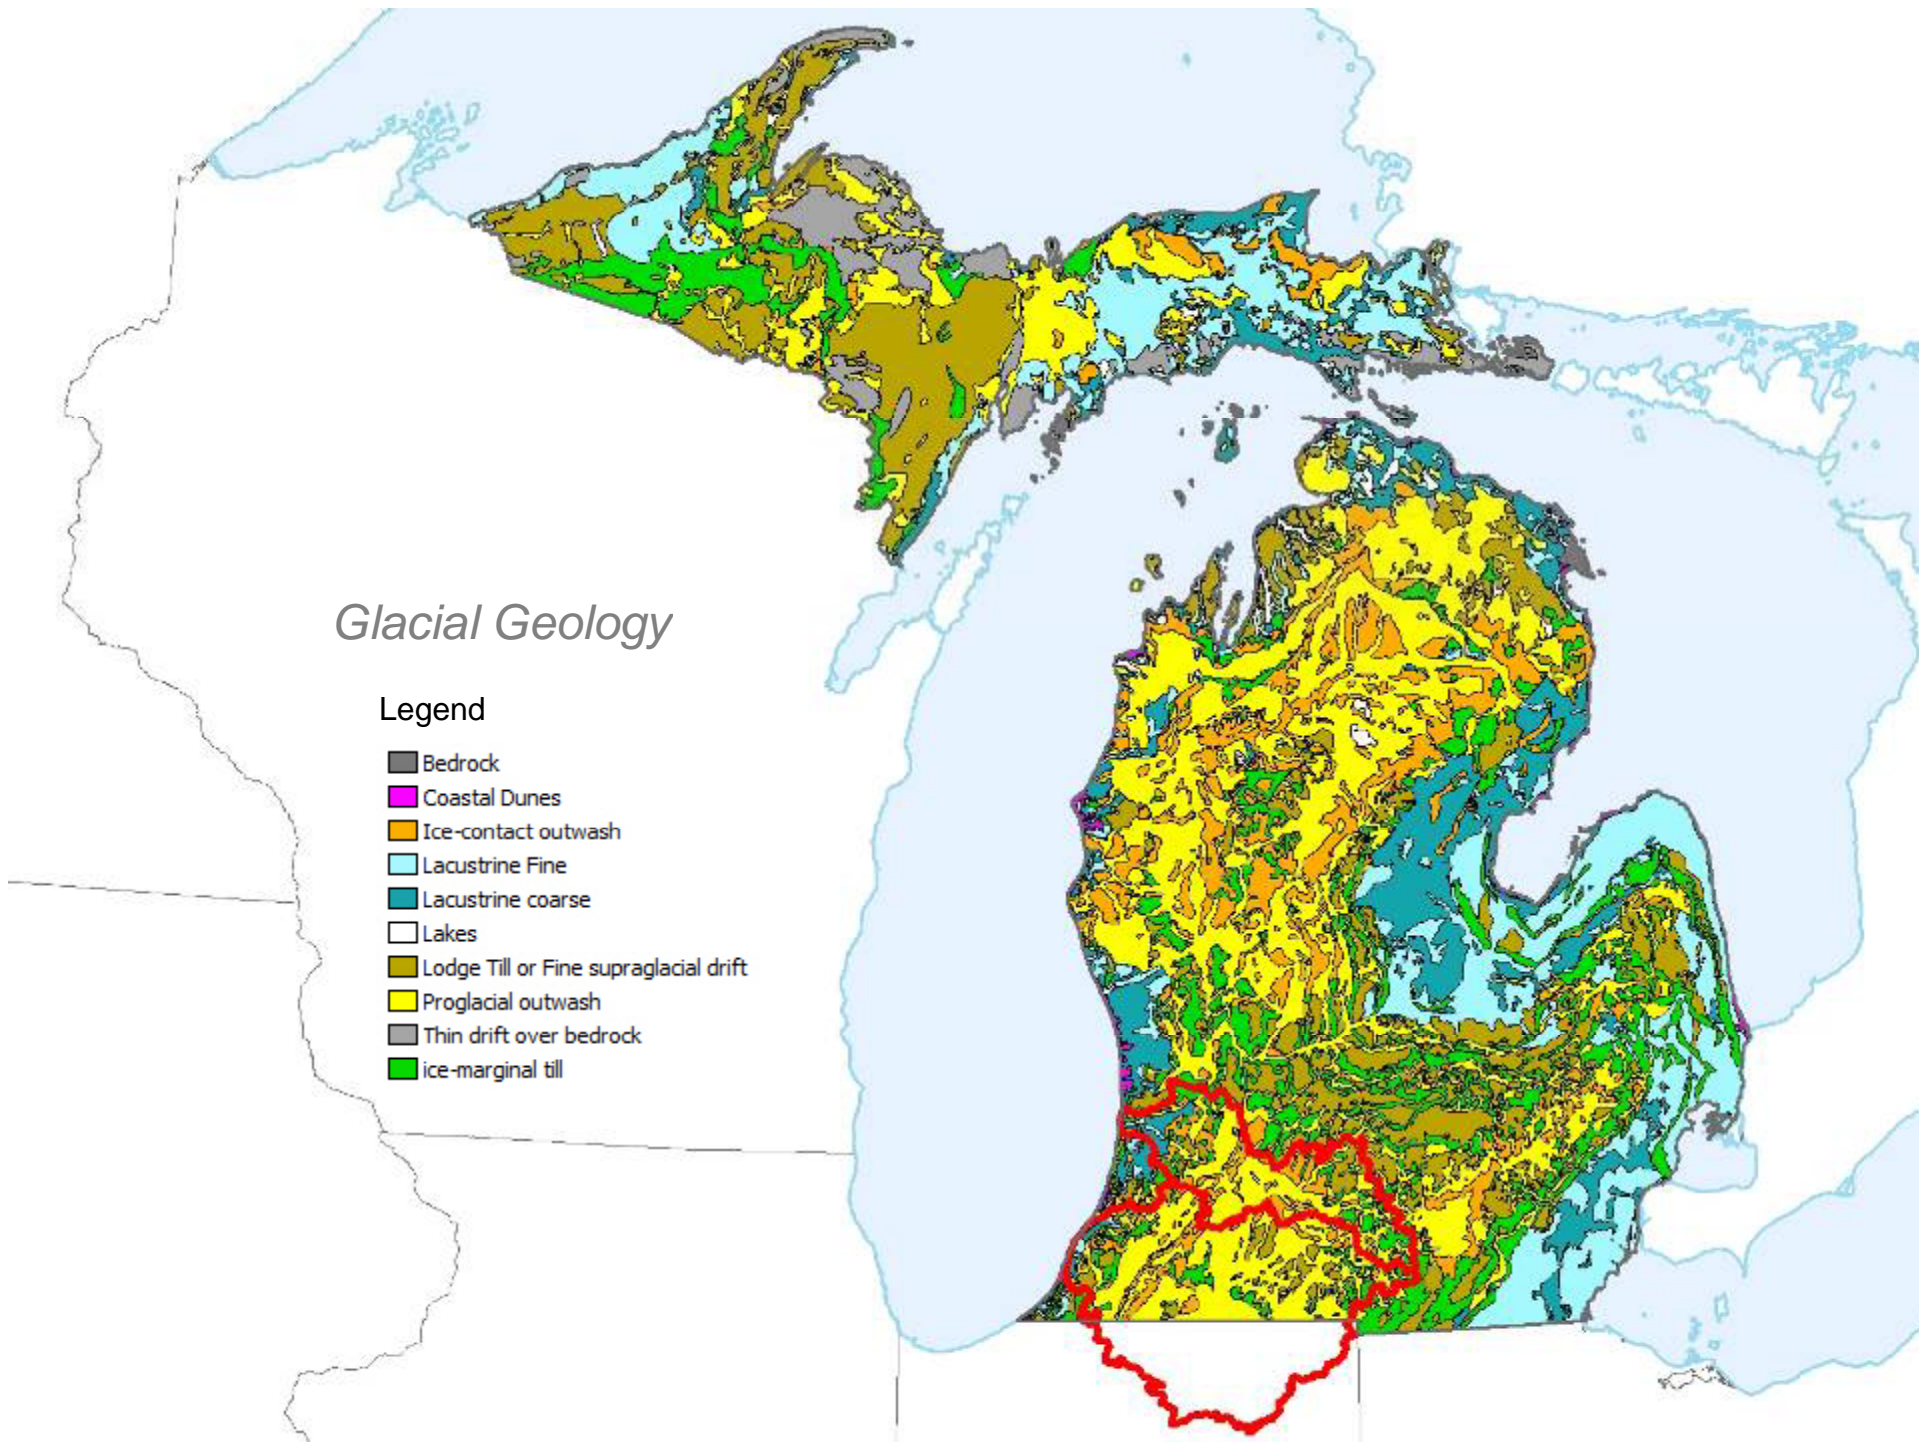 Glacial Geology
Legend
Bedrock
Coastal Dunes
Ice-contact outwash
Lacustrine Fine
Lacustrine coarse
Lakes
Lodge Till or Fine supraglacial drift
Proglacial outwash
Thin drift over bedrock
ice-marginal till